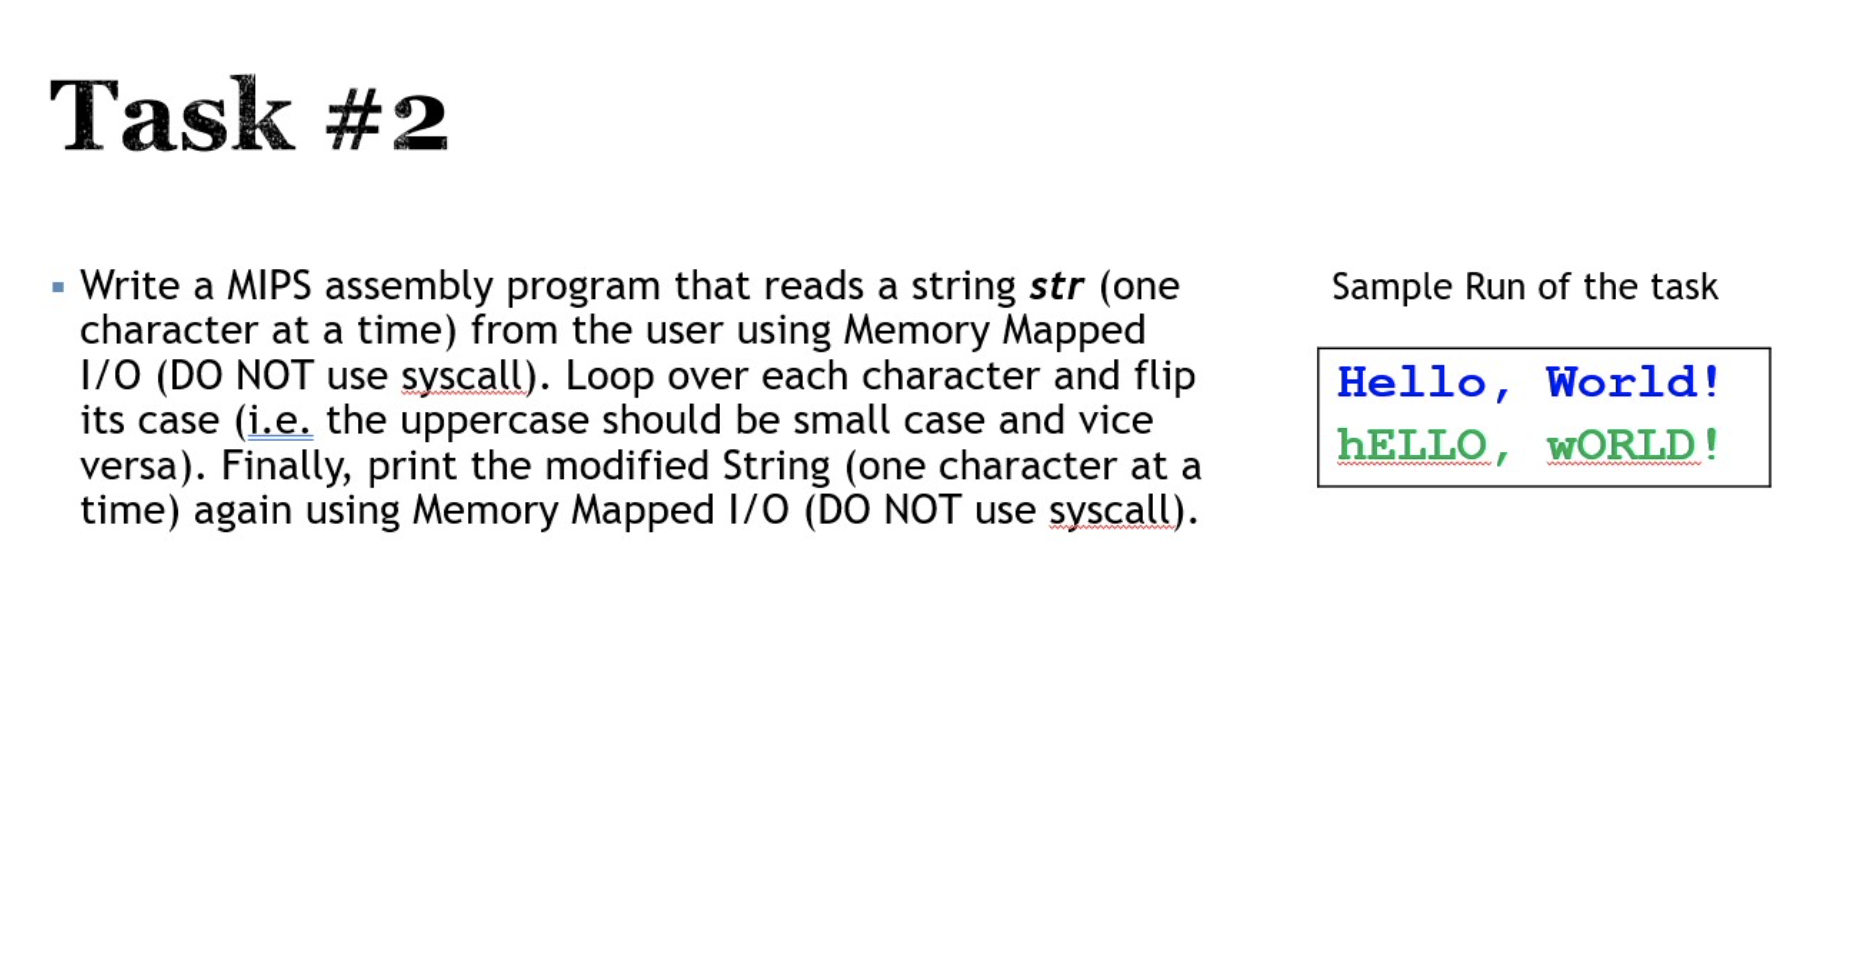 Task #2
▪ Write a MIPS assembly program that reads a string str (one
character at a time) from the user using Memory Mapped
I/O (DO NOT use syscall). Loop over each character and flip
its case (i.e. the uppercase should be small case and vice
versa). Finally, print the modified String (one character at a
time) again using Memory Mapped I/O (DO NOT use syscall).
Sample Run of the task
Hello, World!
hELLO, wORLD!